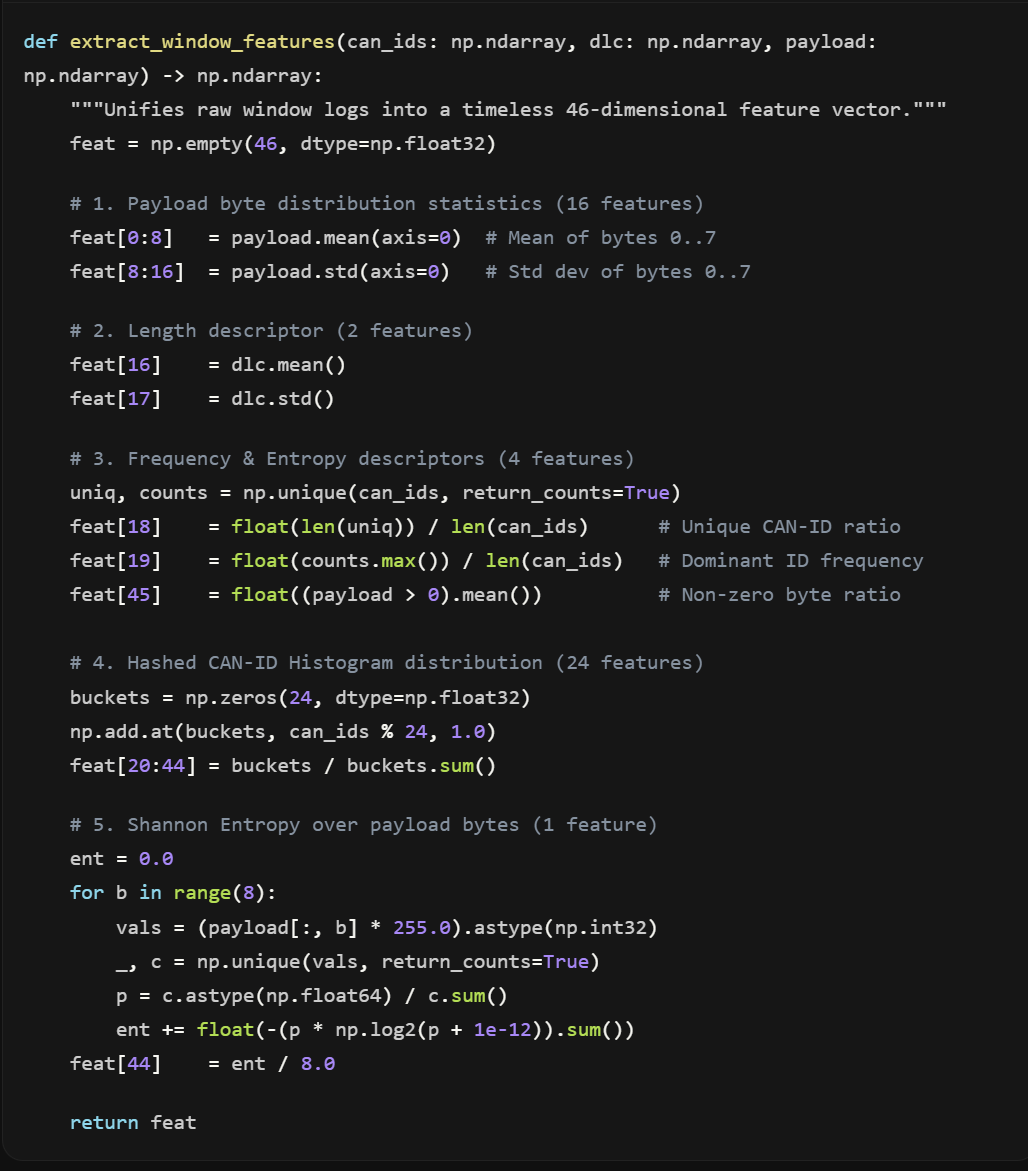 def extract_window_features(can_ids: np.ndarray, dlc: np.ndarray, payload:
np.ndarray) -> np.ndarray:
    """Unifies raw window logs into a timeless 46-dimensional feature vector."""
    feat = np.empty(46, dtype=np.float32)

    # 1. Payload byte distribution statistics (16 features)
    feat[0:8]   = payload.mean(axis=0)  # Mean of bytes 0..7
    feat[8:16]  = payload.std(axis=0)   # Std dev of bytes 0..7

    # 2. Length descriptor (2 features)
    feat[16]    = dlc.mean()
    feat[17]    = dlc.std()

    # 3. Frequency & Entropy descriptors (4 features)
    uniq, counts = np.unique(can_ids, return_counts=True)
    feat[18]    = float(len(uniq)) / len(can_ids)      # Unique CAN-ID ratio
    feat[19]    = float(counts.max()) / len(can_ids)   # Dominant ID frequency
    feat[45]    = float((payload > 0).mean())          # Non-zero byte ratio

    # 4. Hashed CAN-ID Histogram distribution (24 features)
    buckets = np.zeros(24, dtype=np.float32)
    np.add.at(buckets, can_ids % 24, 1.0)
    feat[20:44] = buckets / buckets.sum()

    # 5. Shannon Entropy over payload bytes (1 feature)
    ent = 0.0
    for b in range(8):
        vals = (payload[:, b] * 255.0).astype(np.int32)
        _, c = np.unique(vals, return_counts=True)
        p = c.astype(np.float64) / c.sum()
        ent += float(-(p * np.log2(p + 1e-12)).sum())
    feat[44]    = ent / 8.0

    return feat